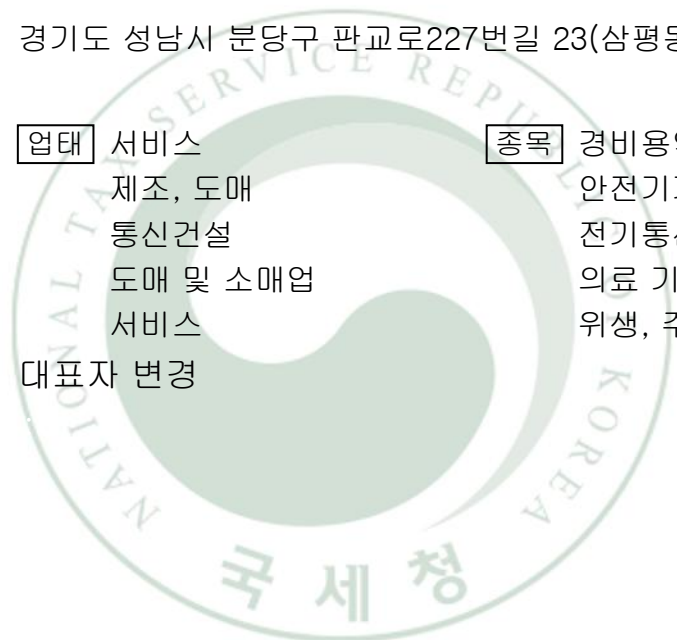 경기도 성남시 분당구 판교로227번길 23(삼평동
업태 서비스 종목 경비용
제조, 도매 안전기
통신건설 전기통신
도매 및 소매업 의료 기
서비스 위생,
대표자 변경
NATIONAL TAX SERVICE REPUBLIC OF KOREA
국세청